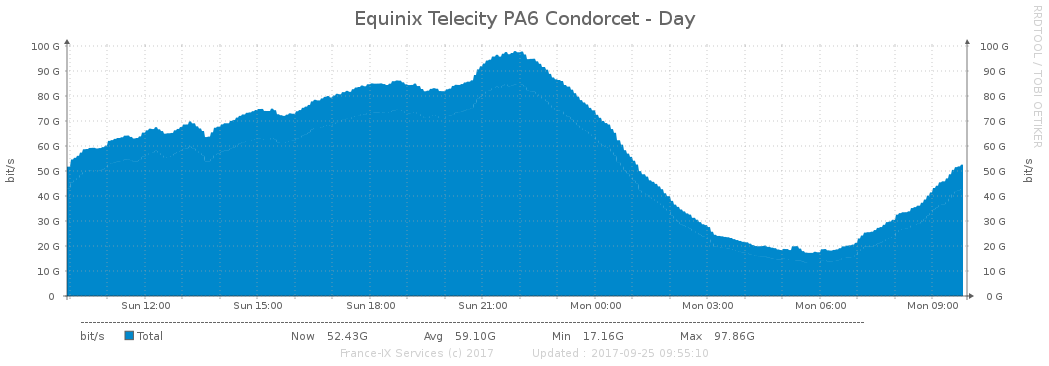 Equinix Telecity PA6 Condorcet - Day
RRDTOOL / TOBI OETIKER
100 G 100 G
90 G 90 G
80 G 80 G
70 G 70 G
60 G 60 G
50 G 50 G
40 G 40 G
30 G 30 G
20 G 20 G
10 G 10 G
0 0 G
bit/s bit/s
Sun 12:00 Sun 15:00 Sun 18:00 Sun 21:00 Mon 00:00 Mon 03:00 Mon 06:00 Mon 09:00
bit/s Total Now 52.43G Avg 59.10G Min 17.16G Max 97.86G
France-IX Services (c) 2017 Updated : 2017-09-25 09:55:10